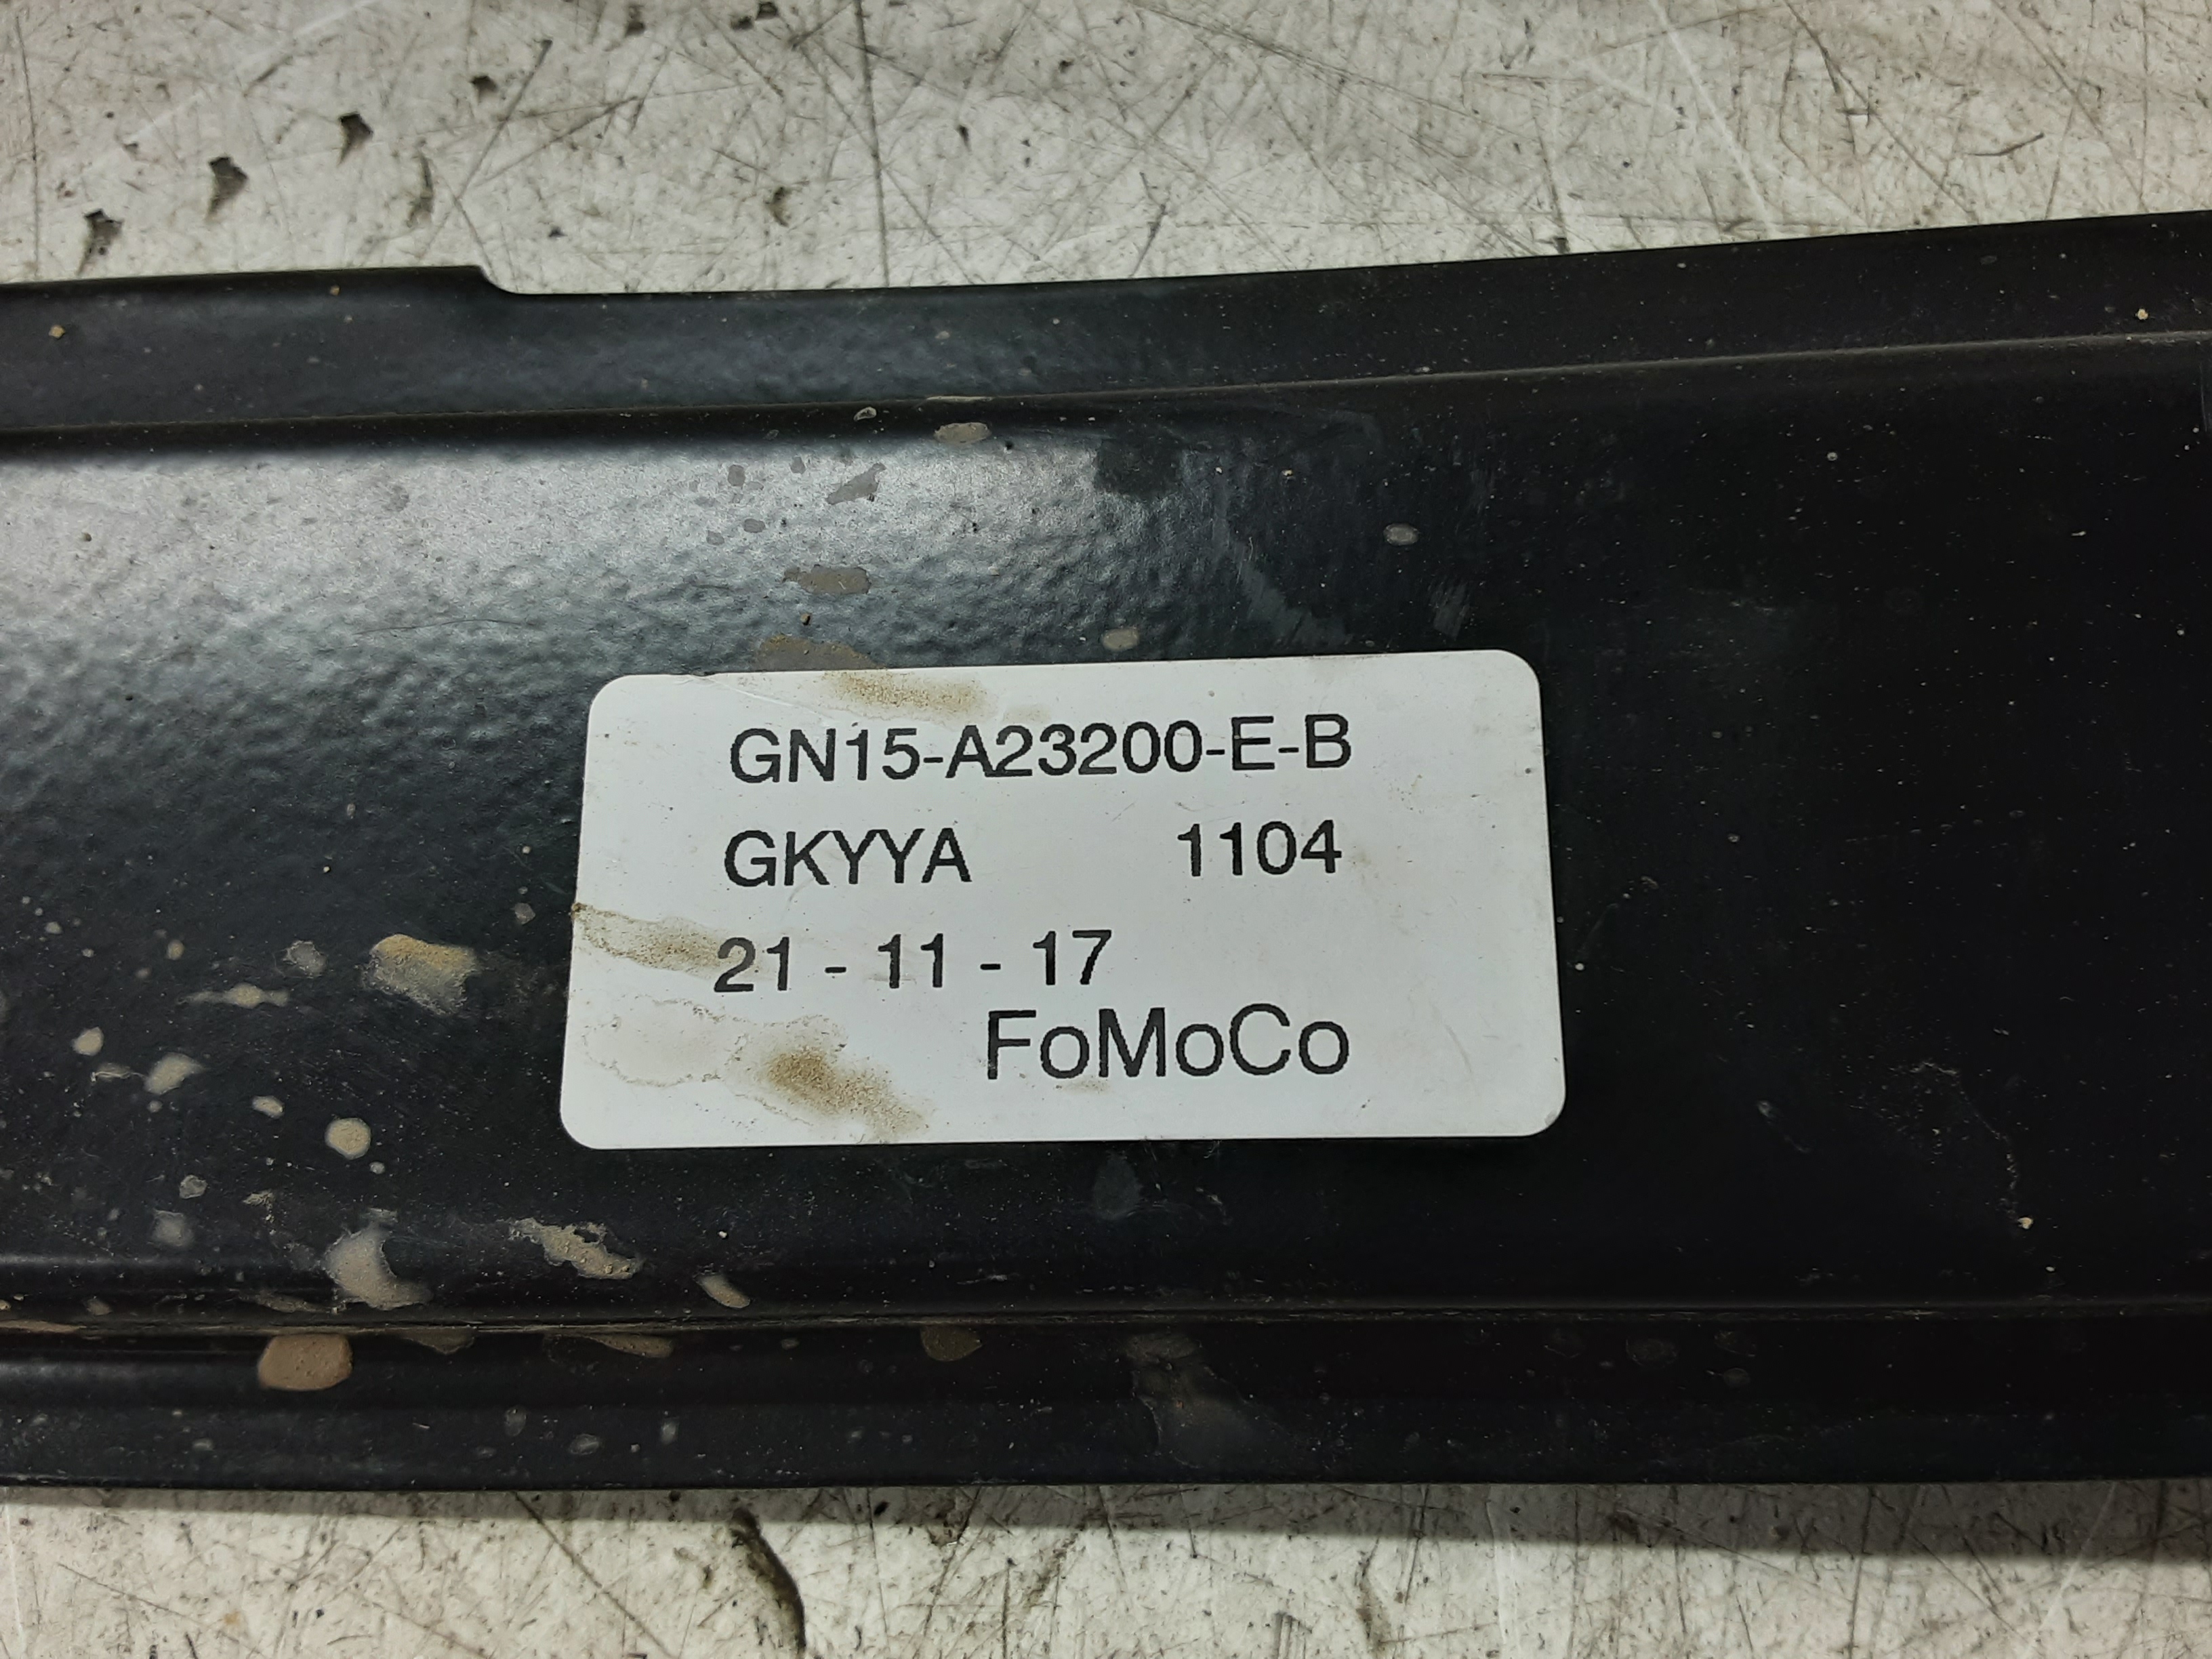 GN15-A23200-E-B
GKYYA 1104
21 - 11 - 17
FoMoCo